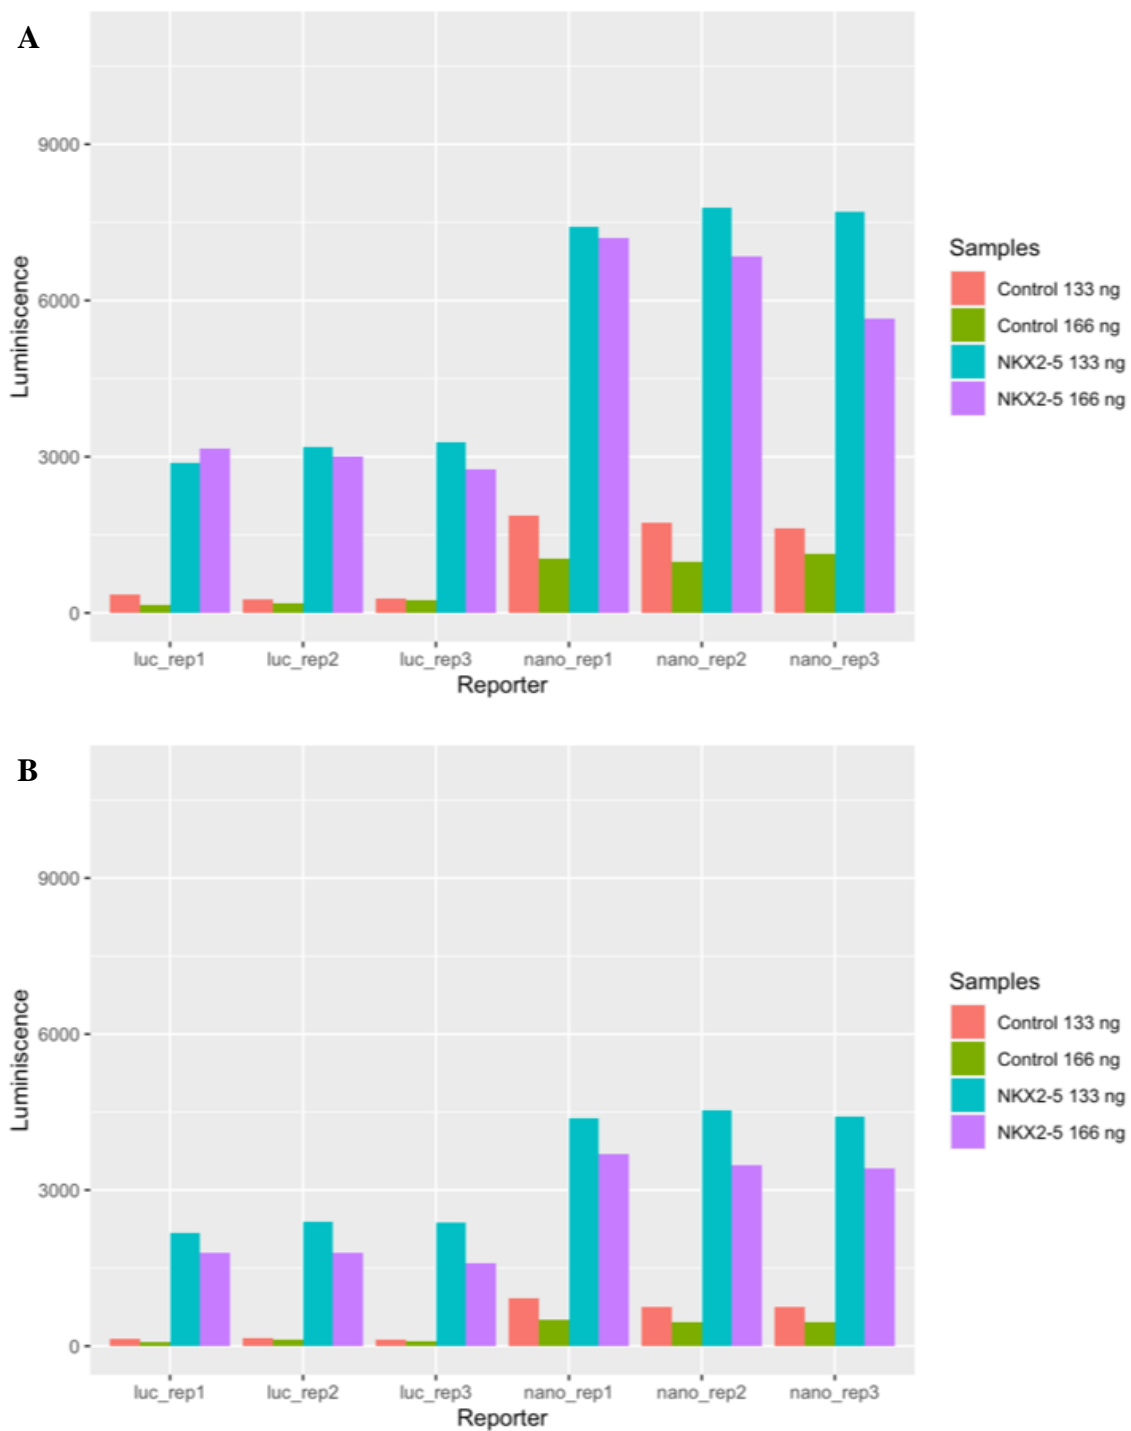 A
9000
6000
3000
0
Luminiscence
luc_rep1 luc_rep2 luc_rep3 nano_rep1 nano_rep2 nano_rep3
Reporter
Samples
Control 133 ng
Control 166 ng
NKX2-5 133 ng
NKX2-5 166 ng
B
9000
6000
3000
0
Luminiscence
luc_rep1 luc_rep2 luc_rep3 nano_rep1 nano_rep2 nano_rep3
Reporter
Samples
Control 133 ng
Control 166 ng
NKX2-5 133 ng
NKX2-5 166 ng